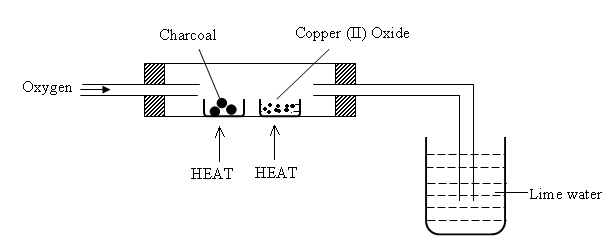 Charcoal
Copper (II) Oxide
Oxygen
HEAT
HEAT
Lime water